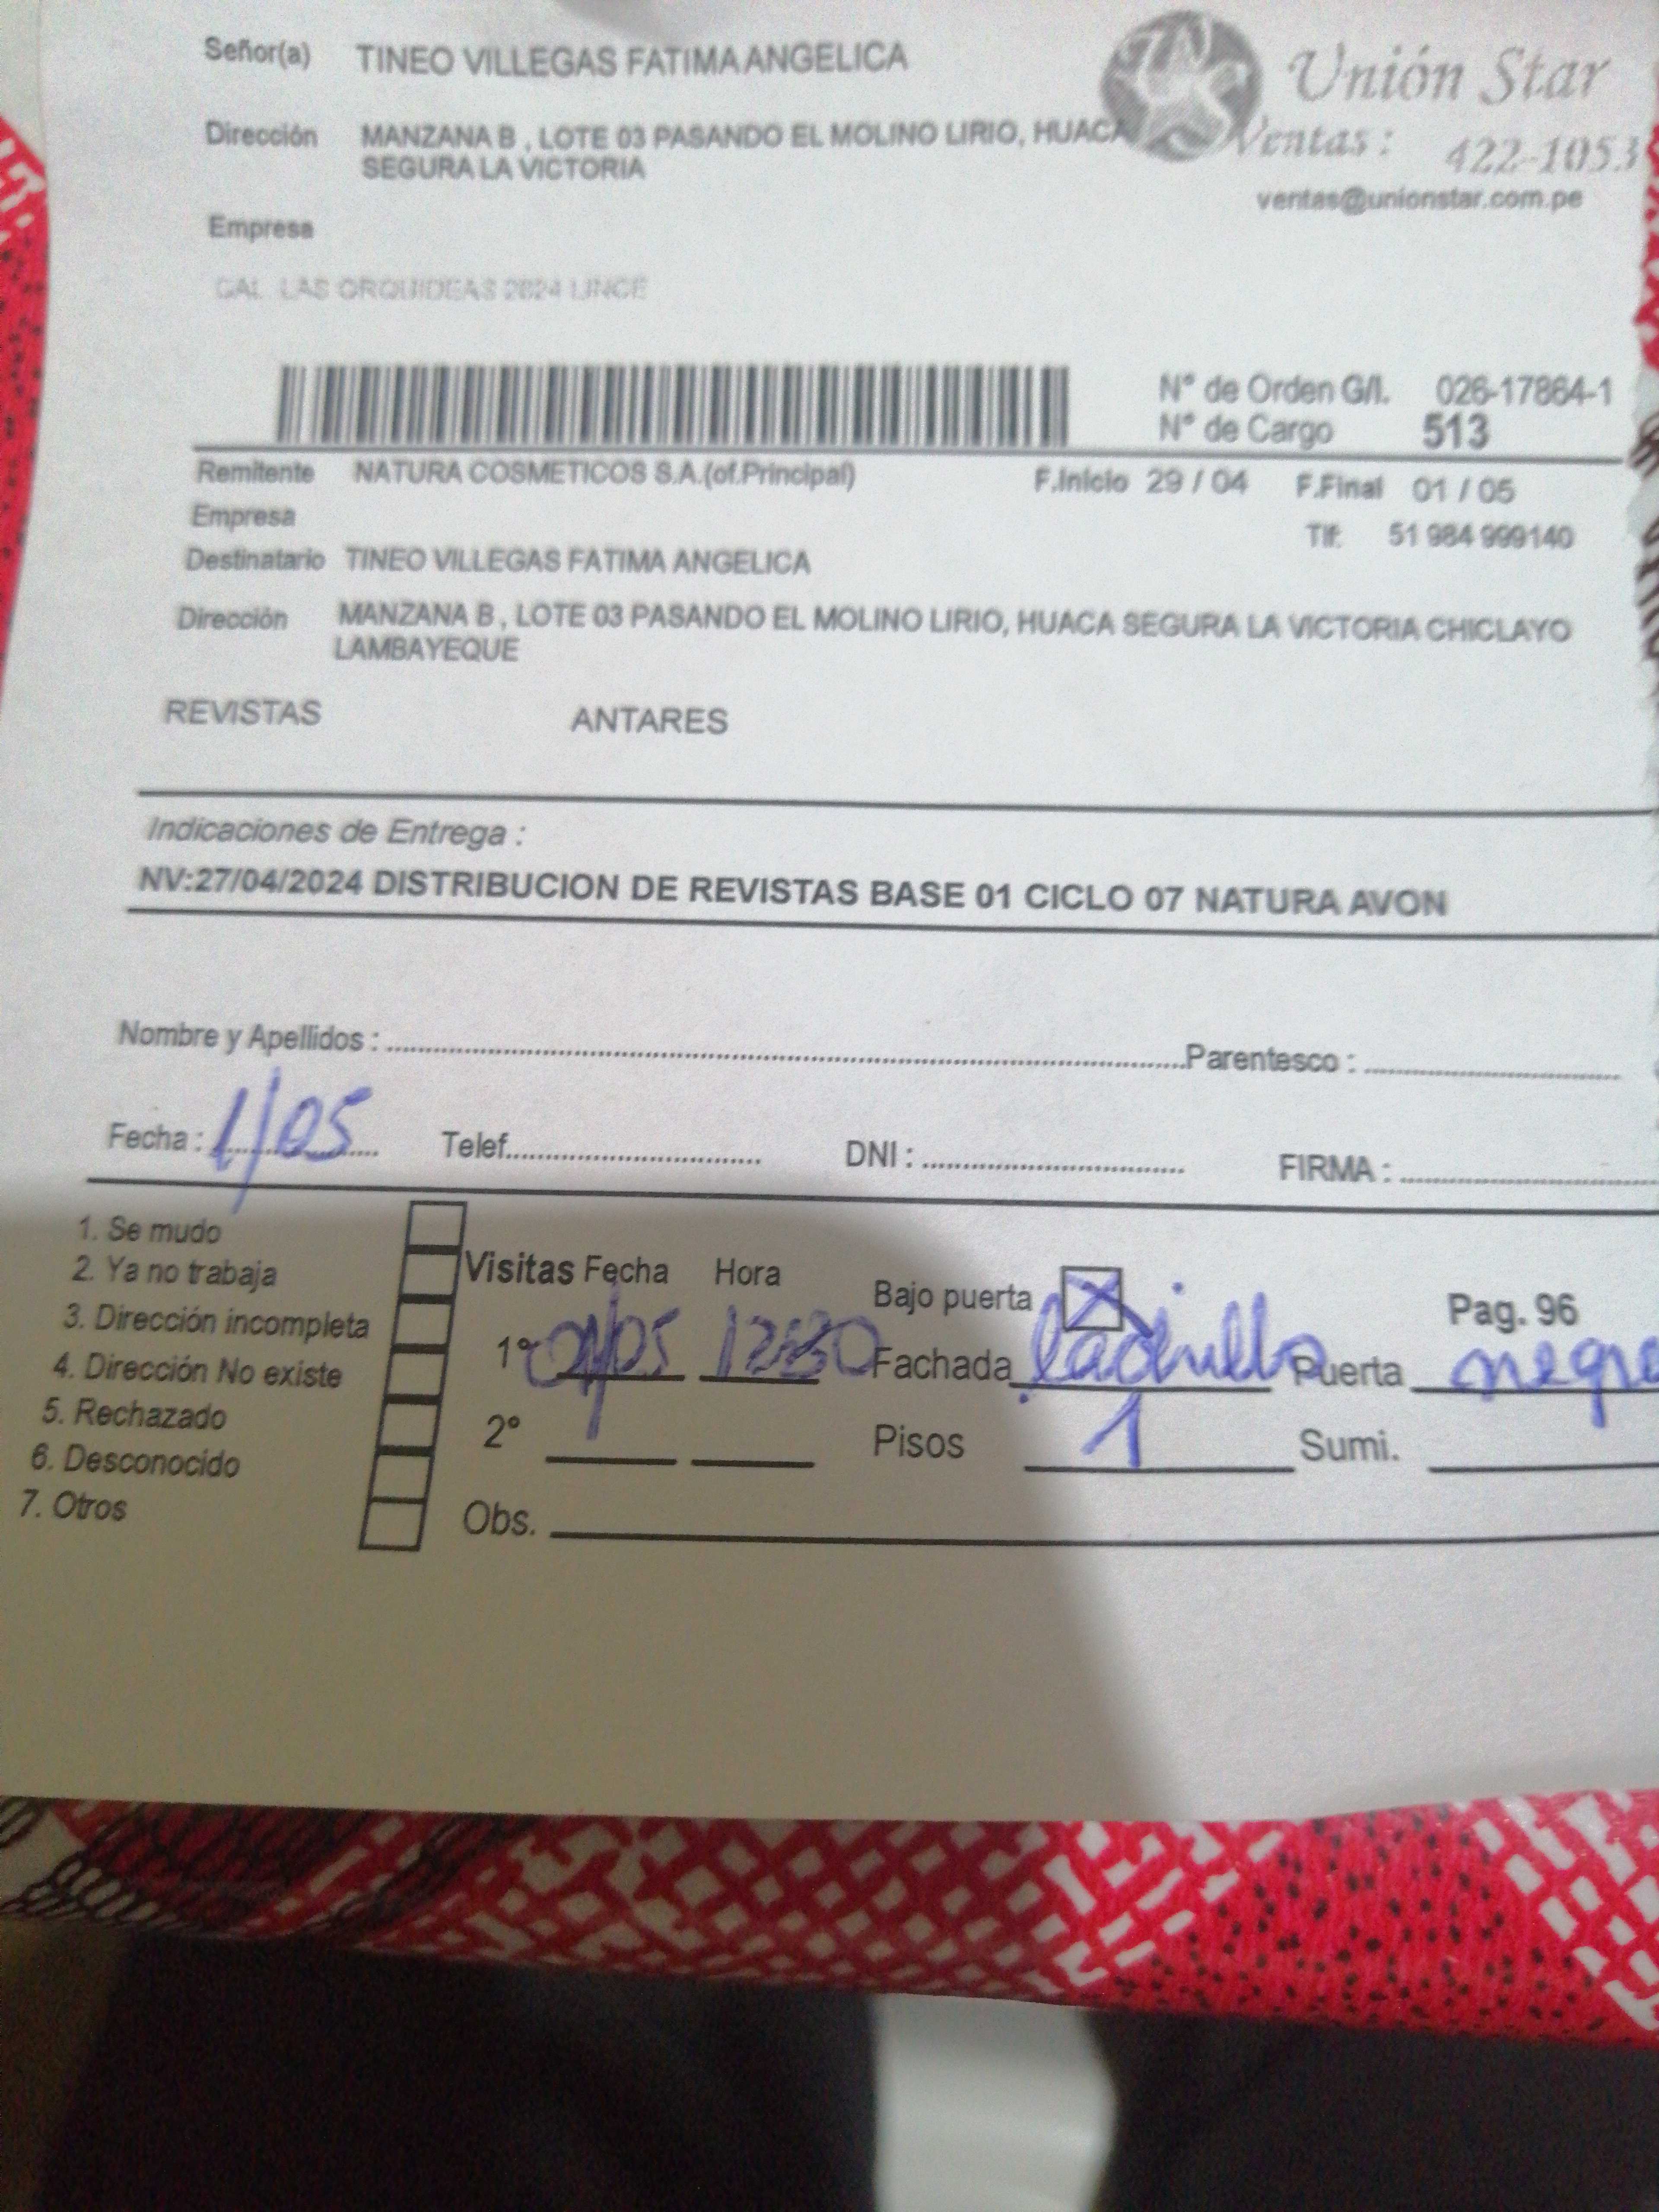 Señor(a) TINEO VILLEGAS FATIMA ANGELICA
Unión Star
Dirección MANZANA B , LOTE 03 PASANDO EL MOLINO LIRIO, HUACA
SEGURA LA VICTORIA
Ventas : 422-1053
ventas@unionstar.com.pe
Empresa
CAL. LAS ORQUIDEAS 2624 LINCE
N° de Orden G/I. 026-17864-1
N° de Cargo 513
Remitente NATURA COSMETICOS S.A.(of.Principal) F.Inicio 29 / 04 F.Final 01 / 05
Empresa
Tlf: 51 984 999140
Destinatario TINEO VILLEGAS FATIMA ANGELICA
Dirección MANZANA B , LOTE 03 PASANDO EL MOLINO LIRIO, HUACA SEGURA LA VICTORIA CHICLAYO
LAMBAYEQUE
REVISTAS ANTARES
Indicaciones de Entrega :
NV:27/04/2024 DISTRIBUCION DE REVISTAS BASE 01 CICLO 07 NATURA AVON
Nombre y Apellidos : Parentesco :
Fecha : 1/05 Telef. DNI : FIRMA :
1. Se mudo
2. Ya no trabaja
3. Dirección incompleta
4. Dirección No existe
5. Rechazado
6. Desconocido
7. Otros
Visitas Fecha Hora Bajo puerta X Pag. 96
1° 01/05 12:30 Fachada ladrillo Puerta negro
2° Pisos 1 Sumi.
Obs.